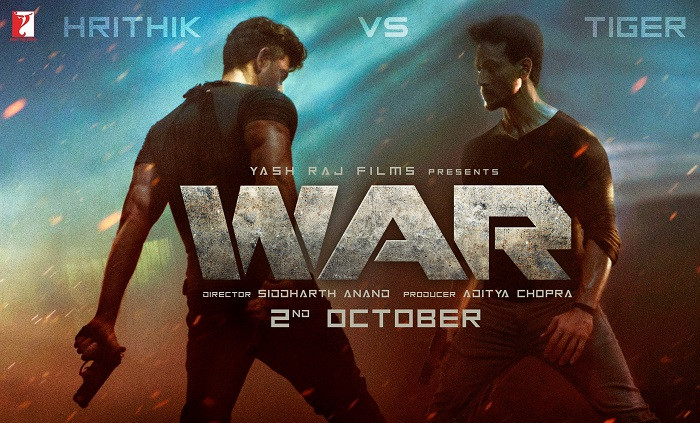 HRITHIK VS TIGER
YASH RAJ FILMS PRESENTS
WAR
DIRECTOR SIDDHARTH ANAND PRODUCER ADITYA CHOPRA
2ND OCTOBER